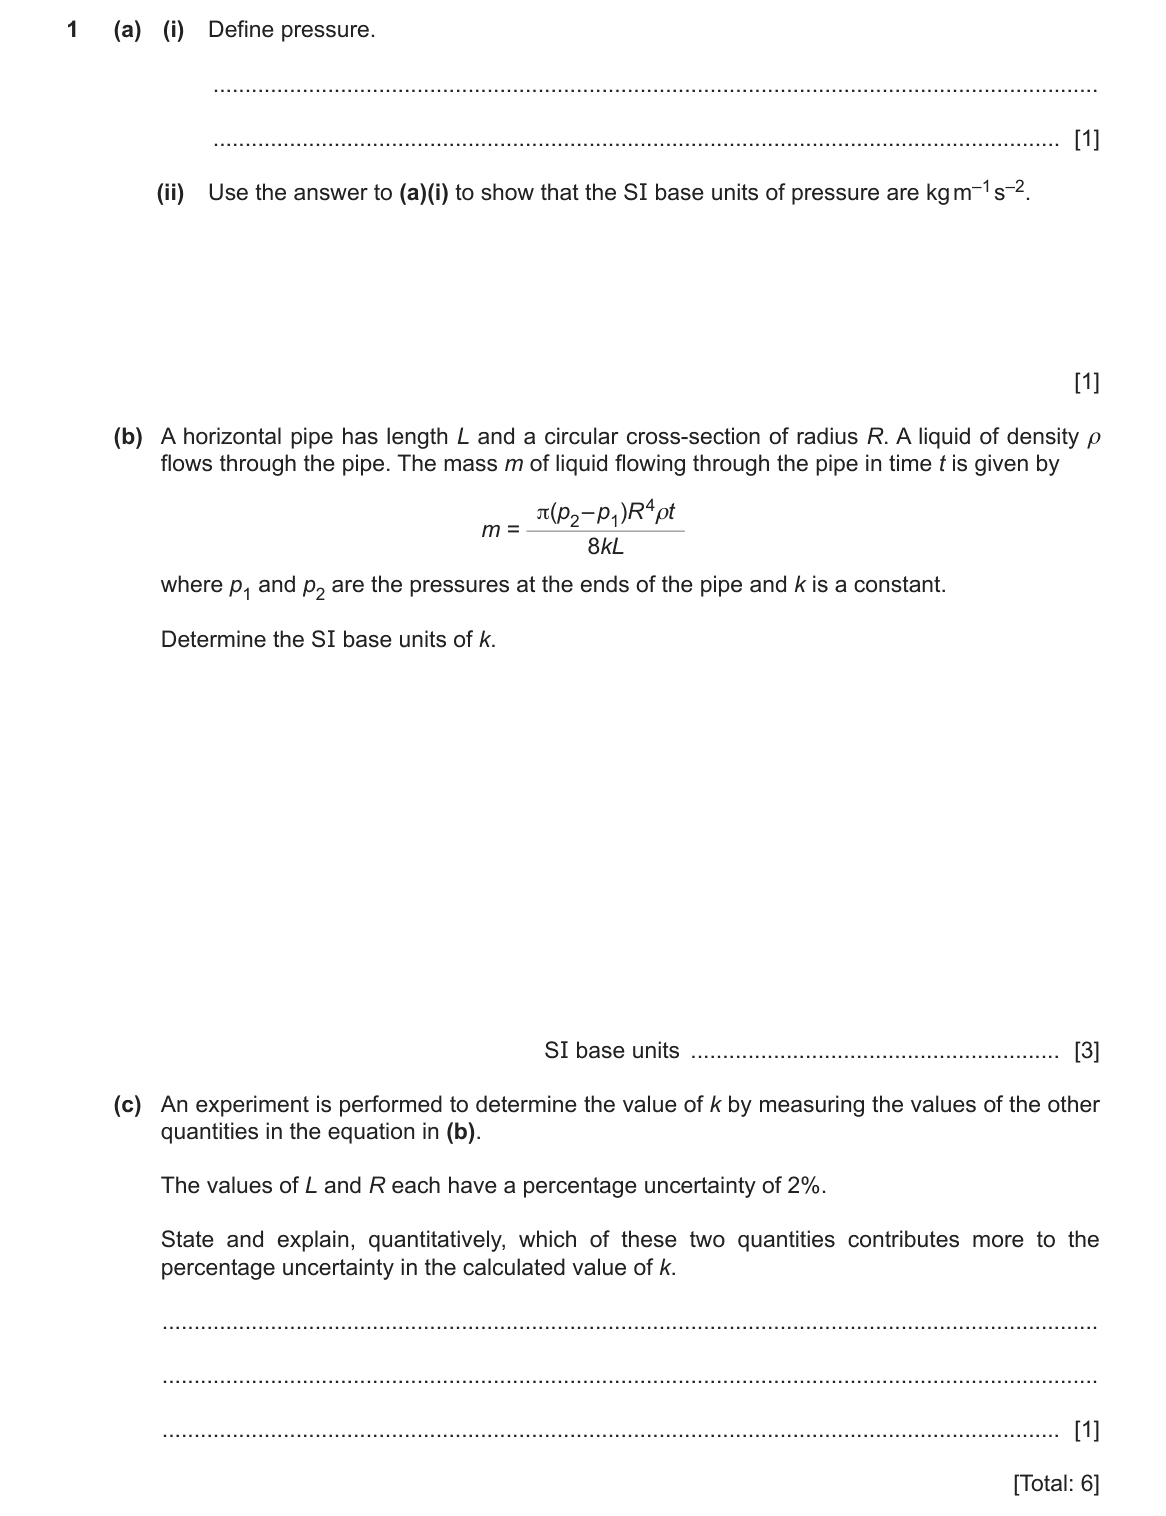 1 (a) (i) Define pressure.
.......................................................................................................................................
................................................................................................................................. [1]
(ii) Use the answer to (a)(i) to show that the SI base units of pressure are kg m⁻¹ s⁻².
[1]
(b) A horizontal pipe has length L and a circular cross-section of radius R. A liquid of density ρ
flows through the pipe. The mass m of liquid flowing through the pipe in time t is given by
m = π(p₂ – p₁)R⁴ρt / 8kL
where p₁ and p₂ are the pressures at the ends of the pipe and k is a constant.
Determine the SI base units of k.
SI base units ......................................................... [3]
(c) An experiment is performed to determine the value of k by measuring the values of the other
quantities in the equation in (b).
The values of L and R each have a percentage uncertainty of 2%.
State and explain, quantitatively, which of these two quantities contributes more to the
percentage uncertainty in the calculated value of k.
...............................................................................................................................................
...............................................................................................................................................
......................................................................................................................................... [1]
[Total: 6]